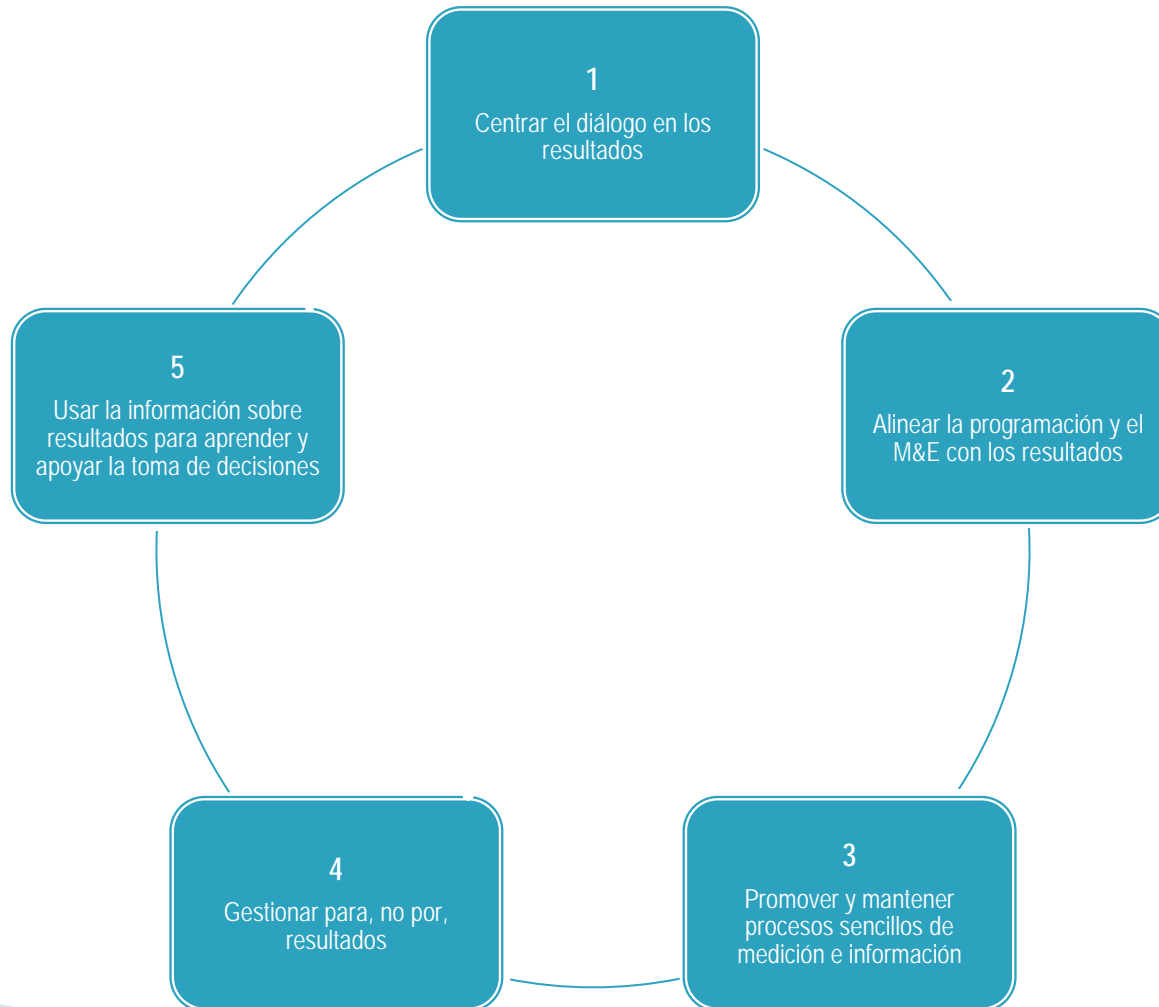 1
Centrar el diálogo en los
resultados
2
Alinear la programación y el
M&E con los resultados
3
Promover y mantener
procesos sencillos de
medición e información
4
Gestionar para, no por,
resultados
5
Usar la información sobre
resultados para aprender y
apoyar la toma de decisiones